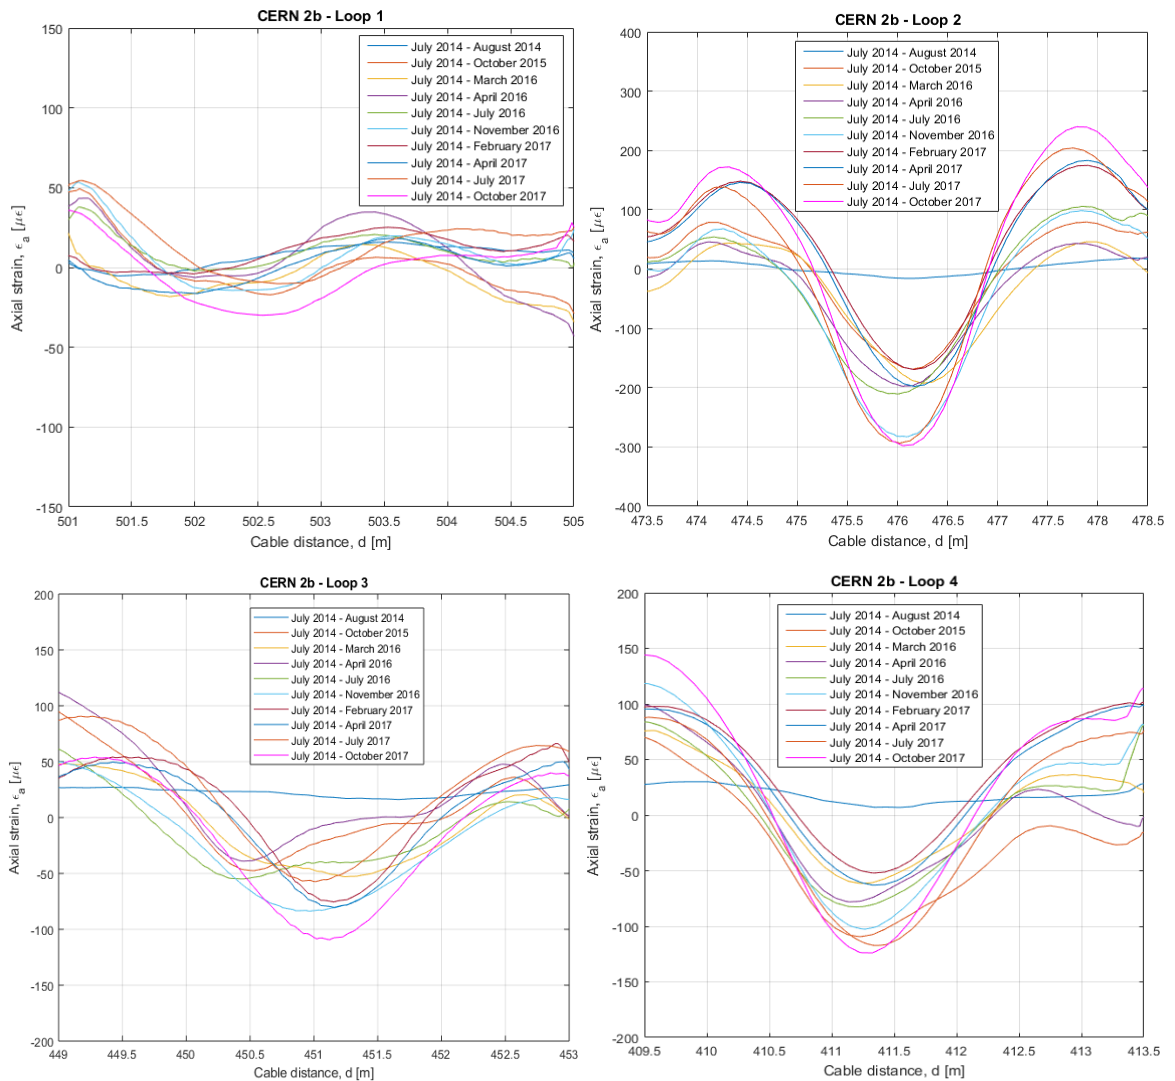 CERN 2b - Loop 1
150
100
50
0
-50
-100
-150
Axial strain, ϵa [μϵ]
July 2014 - August 2014
July 2014 - October 2015
July 2014 - March 2016
July 2014 - April 2016
July 2014 - July 2016
July 2014 - November 2016
July 2014 - February 2017
July 2014 - April 2017
July 2014 - July 2017
July 2014 - October 2017
501 501.5 502 502.5 503 503.5 504 504.5 505
Cable distance, d [m]
CERN 2b - Loop 2
400
300
200
100
0
-100
-200
-300
-400
Axial strain, ϵa [μϵ]
July 2014 - August 2014
July 2014 - October 2015
July 2014 - March 2016
July 2014 - April 2016
July 2014 - July 2016
July 2014 - November 2016
July 2014 - February 2017
July 2014 - April 2017
July 2014 - July 2017
July 2014 - October 2017
473.5 474 474.5 475 475.5 476 476.5 477 477.5 478 478.5
Cable distance, d [m]
CERN 2b - Loop 3
200
150
100
50
0
-50
-100
-150
-200
Axial strain, ϵa [μϵ]
July 2014 - August 2014
July 2014 - October 2015
July 2014 - March 2016
July 2014 - April 2016
July 2014 - July 2016
July 2014 - November 2016
July 2014 - February 2017
July 2014 - April 2017
July 2014 - July 2017
July 2014 - October 2017
449 449.5 450 450.5 451 451.5 452 452.5 453
Cable distance, d [m]
CERN 2b - Loop 4
200
150
100
50
0
-50
-100
-150
-200
Axial strain, ϵa [μϵ]
July 2014 - August 2014
July 2014 - October 2015
July 2014 - March 2016
July 2014 - April 2016
July 2014 - July 2016
July 2014 - November 2016
July 2014 - February 2017
July 2014 - April 2017
July 2014 - July 2017
July 2014 - October 2017
409.5 410 410.5 411 411.5 412 412.5 413 413.5
Cable distance, d [m]